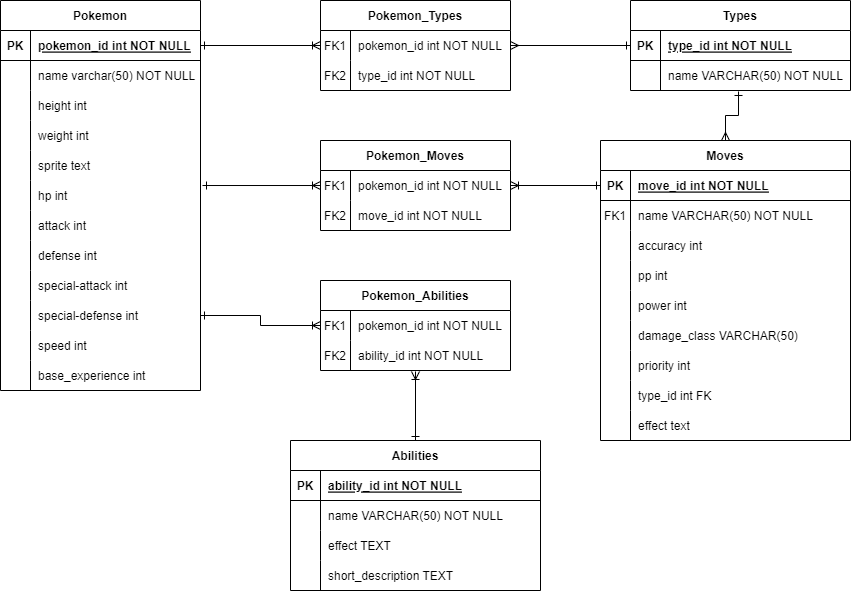 Pokemon
PK pokemon_id int NOT NULL
name varchar(50) NOT NULL
height int
weight int
sprite text
hp int
attack int
defense int
special-attack int
special-defense int
speed int
base_experience int
Pokemon_Types
FK1 pokemon_id int NOT NULL
FK2 type_id int NOT NULL
Types
PK type_id int NOT NULL
name VARCHAR(50) NOT NULL
Pokemon_Moves
FK1 pokemon_id int NOT NULL
FK2 move_id int NOT NULL
Moves
PK move_id int NOT NULL
FK1 name VARCHAR(50) NOT NULL
accuracy int
pp int
power int
damage_class VARCHAR(50)
priority int
type_id int FK
effect text
Pokemon_Abilities
FK1 pokemon_id int NOT NULL
FK2 ability_id int NOT NULL
Abilities
PK ability_id int NOT NULL
name VARCHAR(50) NOT NULL
effect TEXT
short_description TEXT